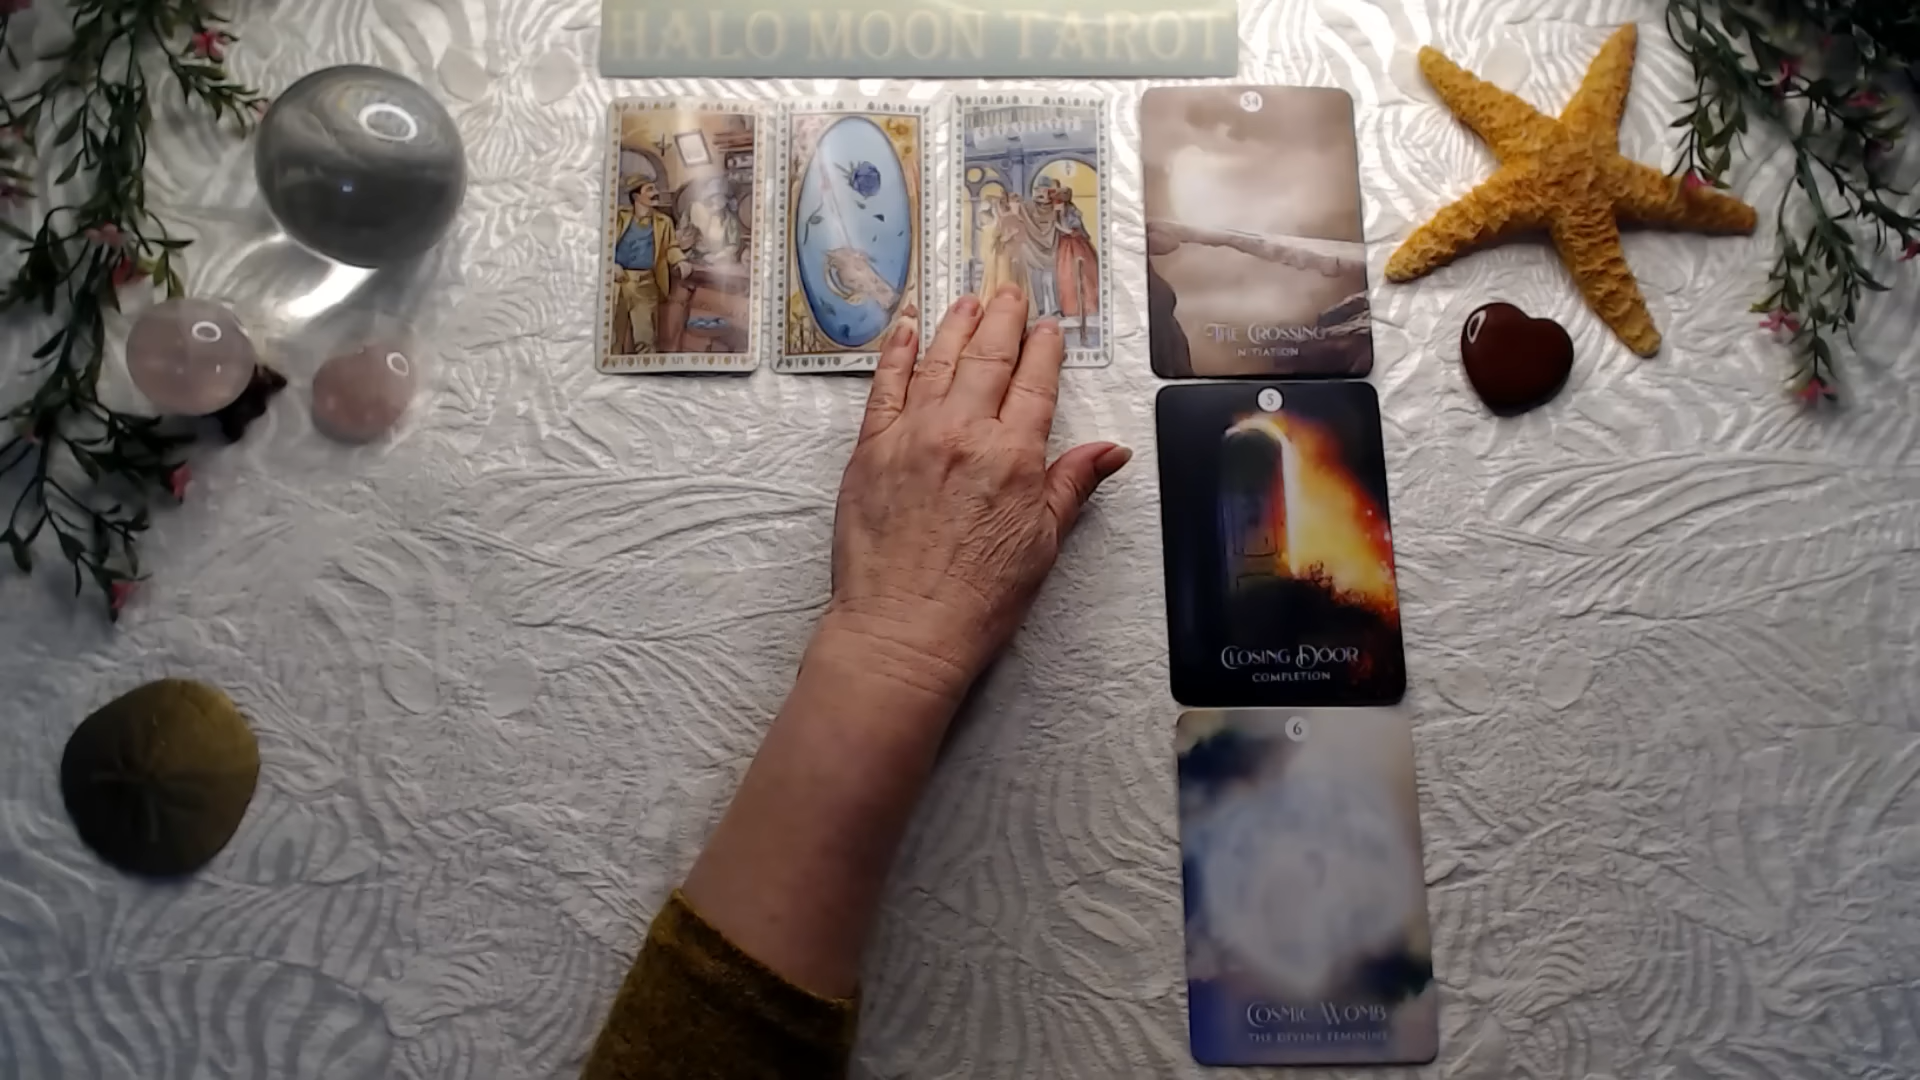 HALO MOON TAROT
54
THE CROSSING
INITIATION
5
CLOSING DOOR
COMPLETION
6
COSMIC WOMB
THE DIVINE FEMININE